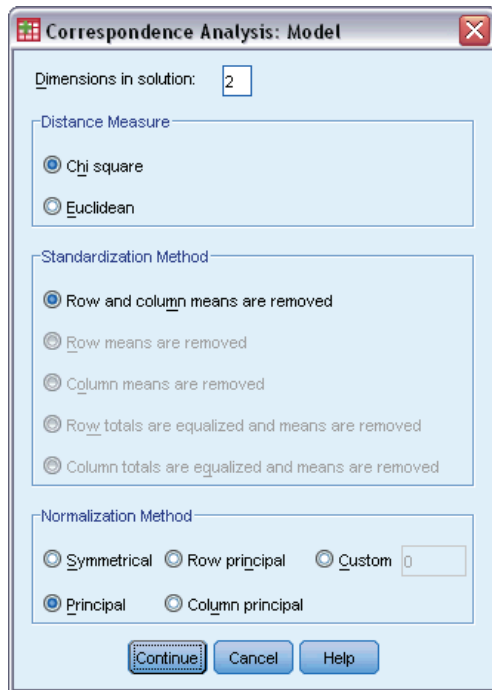 Correspondence Analysis: Model
Dimensions in solution: 2
Distance Measure
Chi square
Euclidean
Standardization Method
Row and column means are removed
Row means are removed
Column means are removed
Row totals are equalized and means are removed
Column totals are equalized and means are removed
Normalization Method
Symmetrical Row principal Custom 0
Principal Column principal
Continue Cancel Help